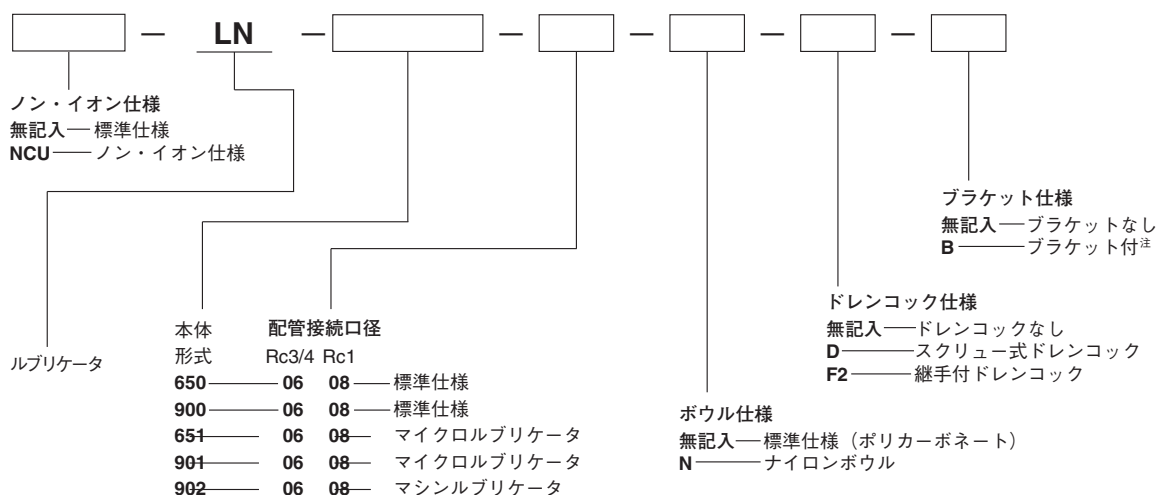 LN
ノン・イオン仕様
無記入 標準仕様
NCU ノン・イオン仕様
ルブリケータ
本体
形式
配管接続口径
Rc3/4 Rc1
650 06 08 標準仕様
900 06 08 標準仕様
651 06 08 マイクロルブリケータ
901 06 08 マイクロルブリケータ
902 06 08 マシンルブリケータ
ボウル仕様
無記入 標準仕様（ポリカーボネート）
N ナイロンボウル
ドレンコック仕様
無記入 ドレンコックなし
D スクリュー式ドレンコック
F2 継手付ドレンコック
ブラケット仕様
無記入 ブラケットなし
B ブラケット付注